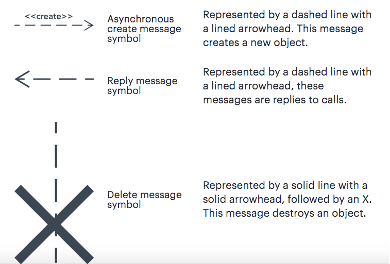 <<create>>
Asynchronous
create message
symbol
Represented by a dashed line with
a lined arrowhead. This message
creates a new object.
Reply message
symbol
Represented by a dashed line with
a lined arrowhead, these
messages are replies to calls.
Delete message
symbol
Represented by a solid line with a
solid arrowhead, followed by an X.
This message destroys an object.